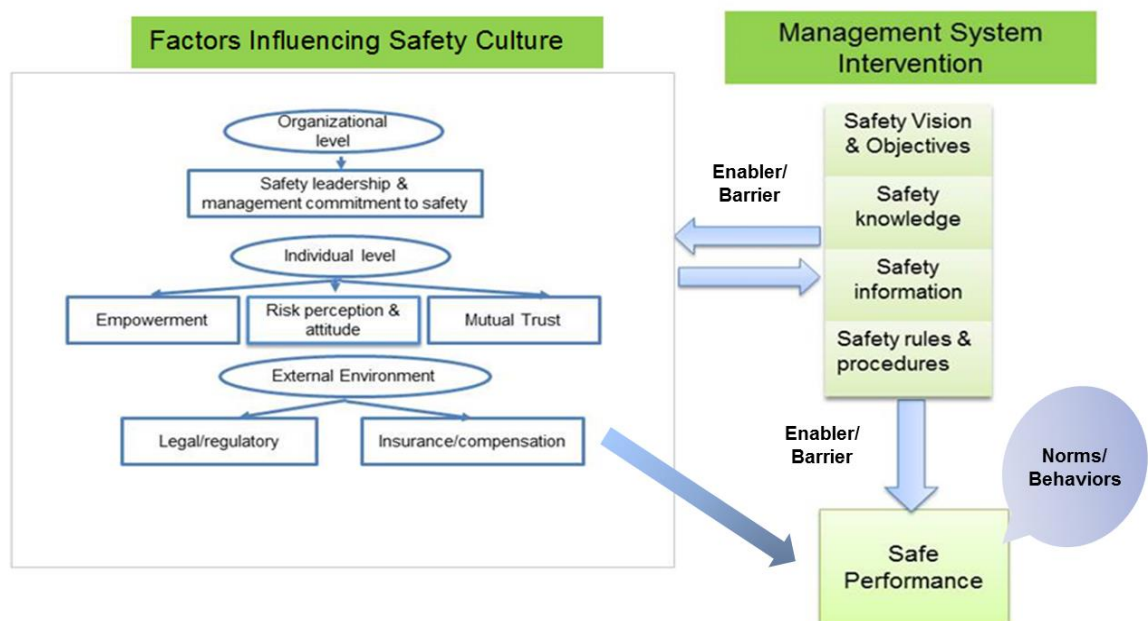 Factors Influencing Safety Culture
Organizational
level
Safety leadership &
management commitment to safety
Individual level
Empowerment
Risk perception &
attitude
Mutual Trust
External Environment
Legal/regulatory
Insurance/compensation
Management System
Intervention
Enabler/
Barrier
Safety Vision
& Objectives
Safety
knowledge
Safety
information
Safety rules &
procedures
Enabler/
Barrier
Norms/
Behaviors
Safe
Performance